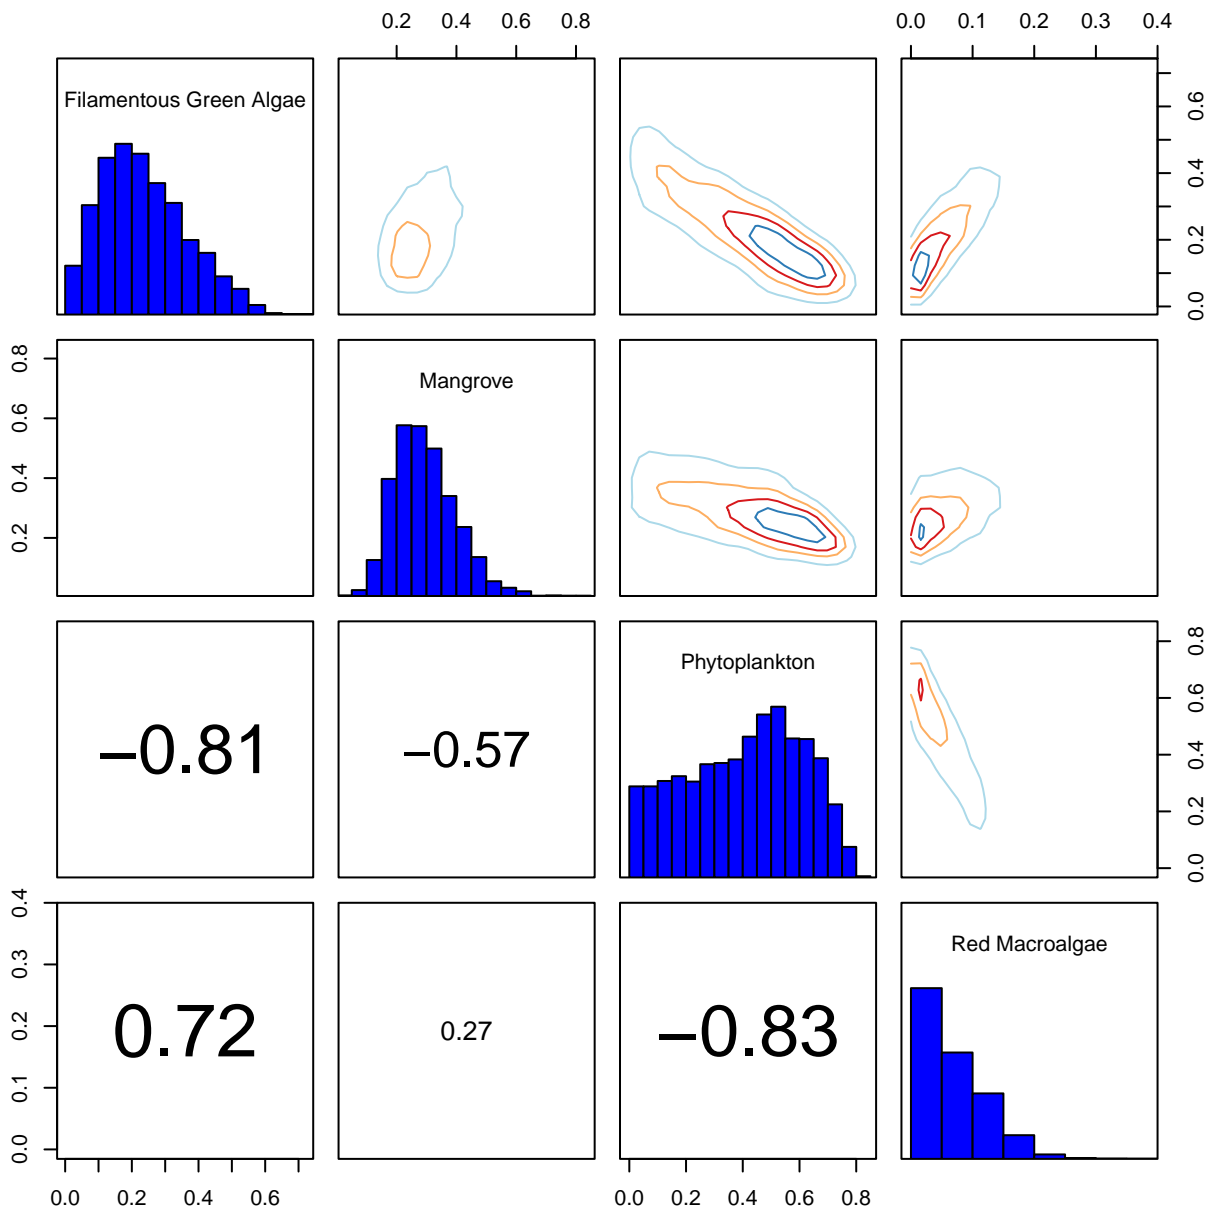 0.2 0.4 0.6 0.8 0.0 0.1 0.2 0.3 0.4
Filamentous Green Algae
0.0 0.2 0.4 0.6
Mangrove
0.2 0.4 0.6 0.8
Phytoplankton
−0.81 −0.57
0.0 0.2 0.4 0.6 0.8
Red Macroalgae
0.72 0.27 −0.83
0.0 0.1 0.2 0.3 0.4
0.0 0.2 0.4 0.6 0.0 0.2 0.4 0.6 0.8